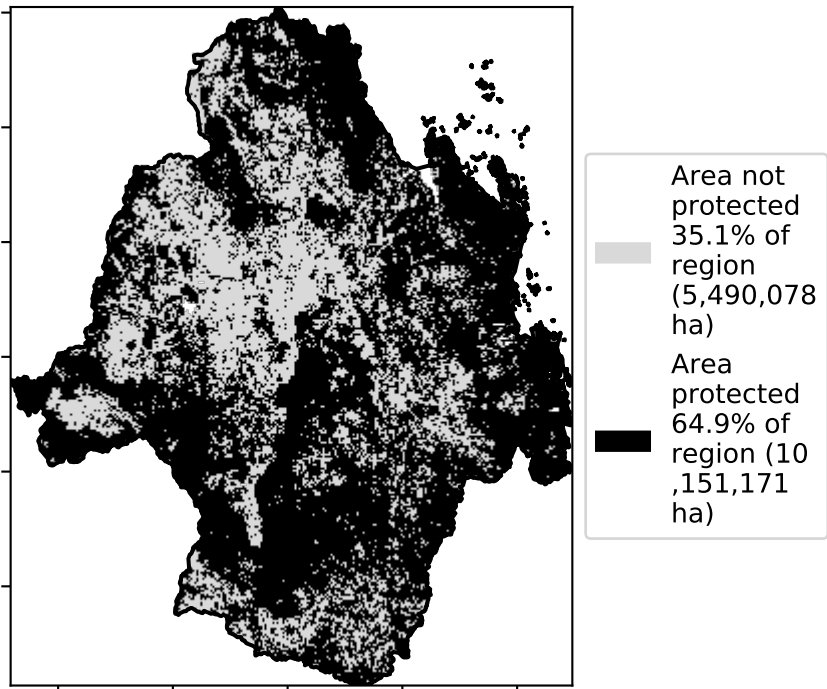 Area not
protected
35.1% of
region
(5,490,078
ha)
Area
protected
64.9% of
region (10
,151,171
ha)